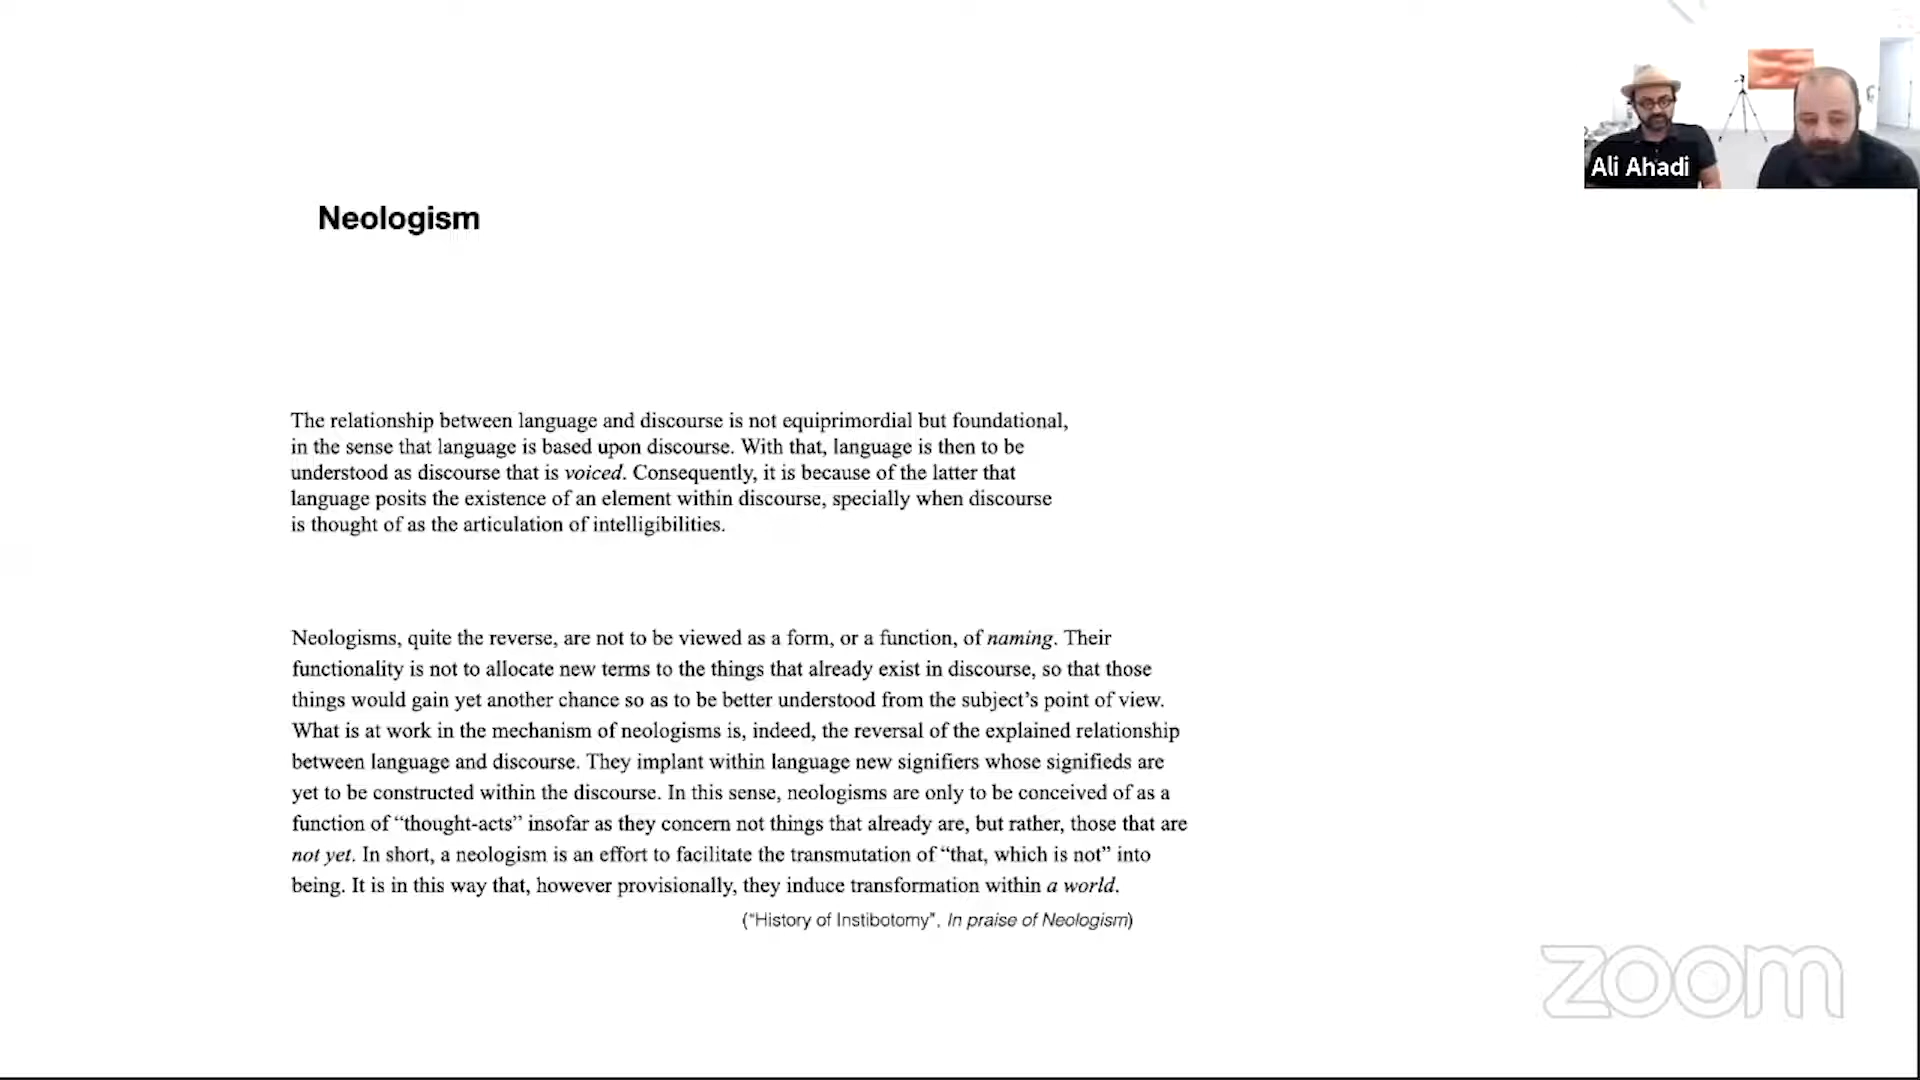 Ali Ahadi
Neologism
The relationship between language and discourse is not equiprimordial but foundational,
in the sense that language is based upon discourse. With that, language is then to be
understood as discourse that is voiced. Consequently, it is because of the latter that
language posits the existence of an element within discourse, specially when discourse
is thought of as the articulation of intelligibilities.
Neologisms, quite the reverse, are not to be viewed as a form, or a function, of naming. Their
functionality is not to allocate new terms to the things that already exist in discourse, so that those
things would gain yet another chance so as to be better understood from the subject’s point of view.
What is at work in the mechanism of neologisms is, indeed, the reversal of the explained relationship
between language and discourse. They implant within language new signifiers whose signifieds are
yet to be constructed within the discourse. In this sense, neologisms are only to be conceived of as a
function of “thought-acts” insofar as they concern not things that already are, but rather, those that are
not yet. In short, a neologism is an effort to facilitate the transmutation of “that, which is not” into
being. It is in this way that, however provisionally, they induce transformation within a world.
("History of Instibotomy", In praise of Neologism)
zoom